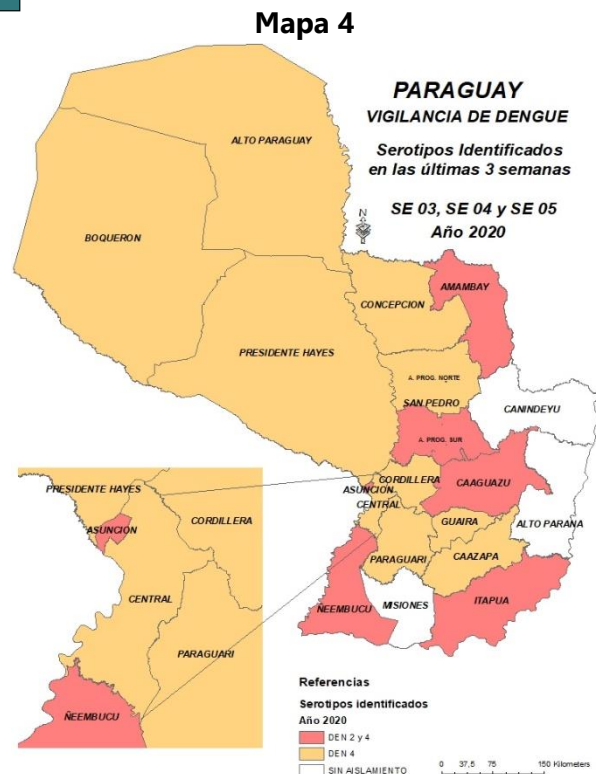 Mapa 4
PARAGUAY
VIGILANCIA DE DENGUE
Serotipos Identificados
en las últimas 3 semanas
SE 03, SE 04 y SE 05
Año 2020
N
ALTO PARAGUAY
BOQUERON
AMAMBAY
CONCEPCION
PRESIDENTE HAYES
A. PROG. NORTE
SAN PEDRO
CANINDEYU
A. PROG. SUR
CORDILLERA
CAAGUAZU
ASUNCION
CENTRAL
GUAIRA
ALTO PARANA
PARAGUARI
CAAZAPA
ÑEEMBUCU
MISIONES
ITAPUA
PRESIDENTE HAYES
ASUNCION
CORDILLERA
CENTRAL
PARAGUARI
ÑEEMBUCU
Referencias
Serotipos identificados
Año 2020
DEN 2 y 4
DEN 4
SIN AISLAMIENTO
0 37,5 75 150 Kilometers